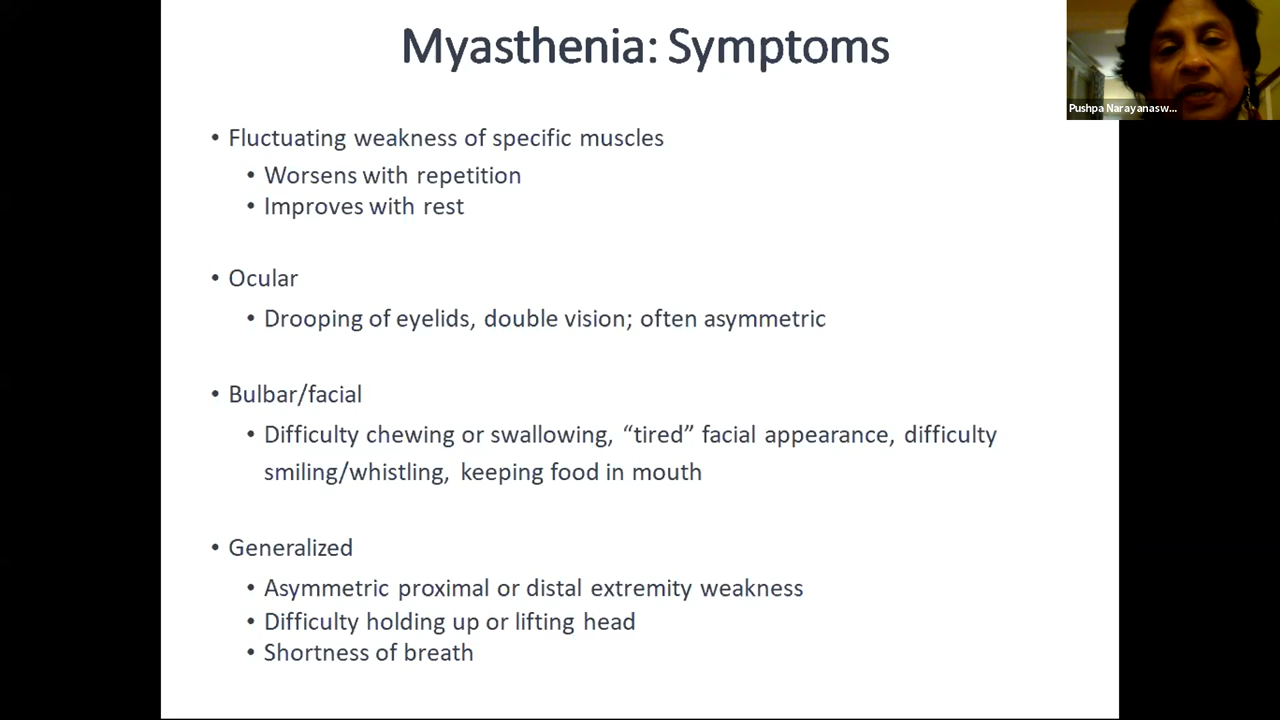 Myasthenia: Symptoms
Pushpa Narayanasw...
• Fluctuating weakness of specific muscles
• Worsens with repetition
• Improves with rest
• Ocular
• Drooping of eyelids, double vision; often asymmetric
• Bulbar/facial
• Difficulty chewing or swallowing, “tired” facial appearance, difficulty
smiling/whistling, keeping food in mouth
• Generalized
• Asymmetric proximal or distal extremity weakness
• Difficulty holding up or lifting head
• Shortness of breath